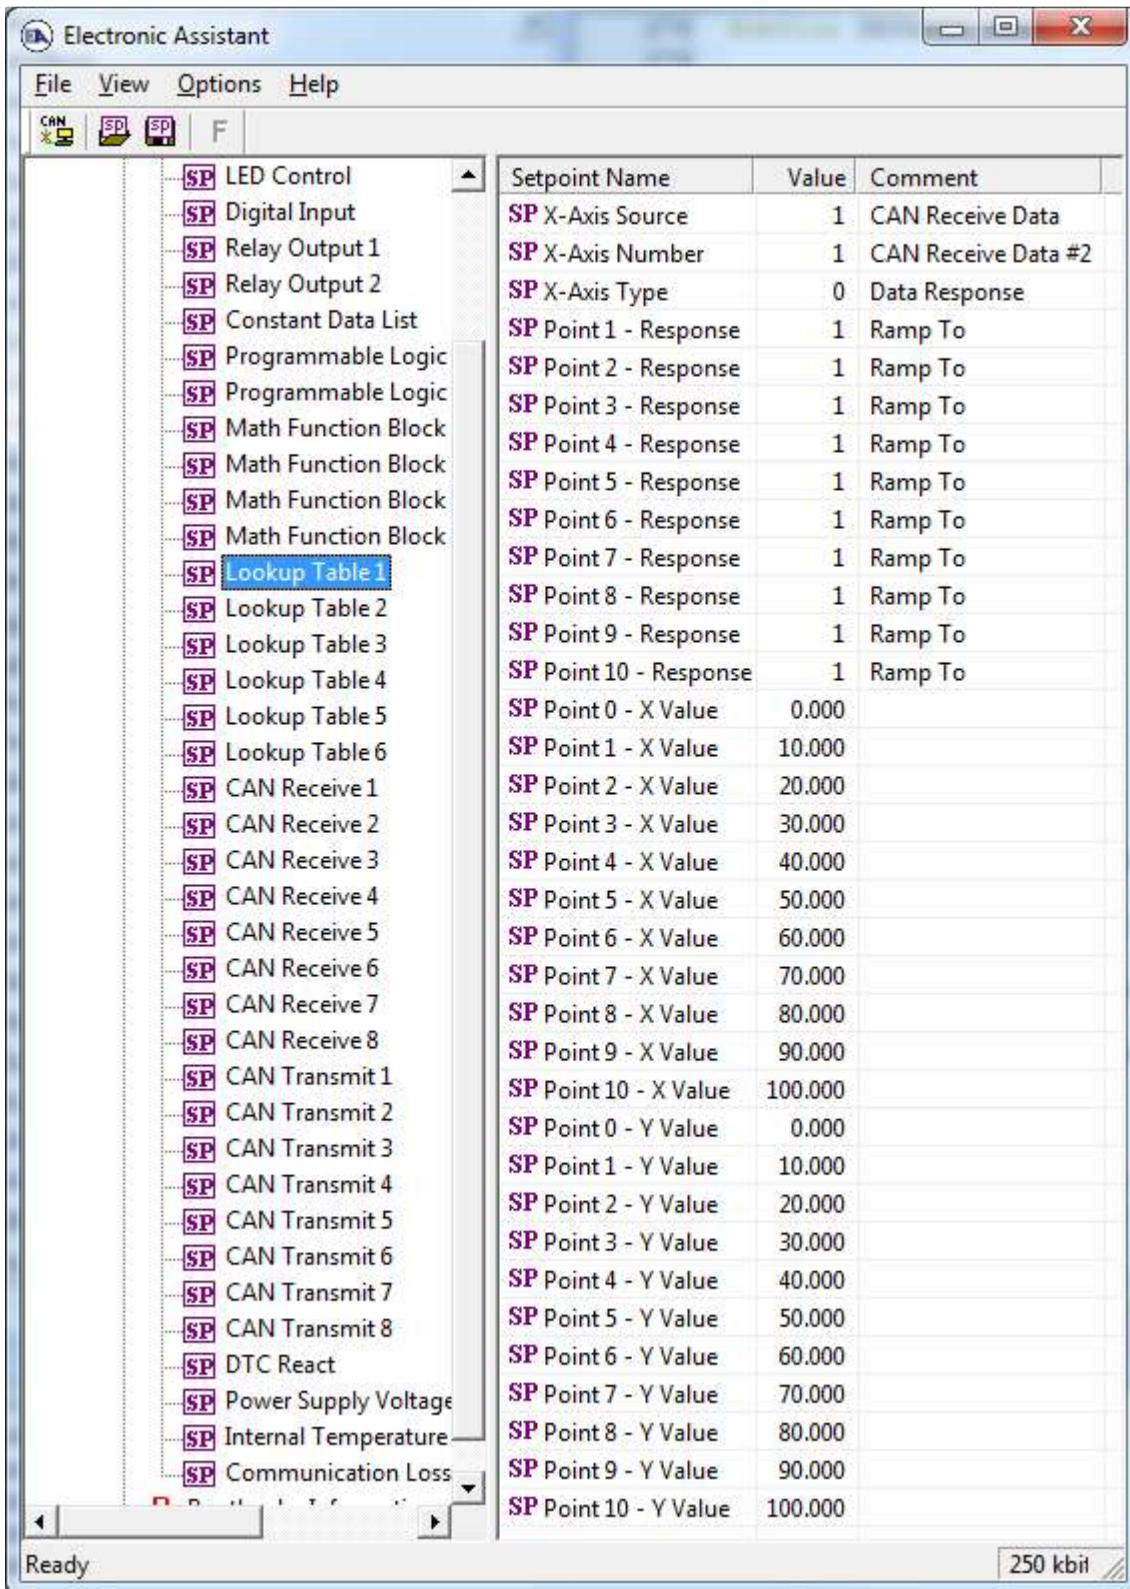 Electronic Assistant
File View Options Help
CAN SP SP F
SP LED Control
SP Digital Input
SP Relay Output 1
SP Relay Output 2
SP Constant Data List
SP Programmable Logic
SP Programmable Logic
SP Math Function Block
SP Math Function Block
SP Math Function Block
SP Math Function Block
SP Lookup Table 1
SP Lookup Table 2
SP Lookup Table 3
SP Lookup Table 4
SP Lookup Table 5
SP Lookup Table 6
SP CAN Receive 1
SP CAN Receive 2
SP CAN Receive 3
SP CAN Receive 4
SP CAN Receive 5
SP CAN Receive 6
SP CAN Receive 7
SP CAN Receive 8
SP CAN Transmit 1
SP CAN Transmit 2
SP CAN Transmit 3
SP CAN Transmit 4
SP CAN Transmit 5
SP CAN Transmit 6
SP CAN Transmit 7
SP CAN Transmit 8
SP DTC React
SP Power Supply Voltage
SP Internal Temperature
SP Communication Loss
Setpoint Name Value Comment
SP X-Axis Source 1 CAN Receive Data
SP X-Axis Number 1 CAN Receive Data #2
SP X-Axis Type 0 Data Response
SP Point 1 - Response 1 Ramp To
SP Point 2 - Response 1 Ramp To
SP Point 3 - Response 1 Ramp To
SP Point 4 - Response 1 Ramp To
SP Point 5 - Response 1 Ramp To
SP Point 6 - Response 1 Ramp To
SP Point 7 - Response 1 Ramp To
SP Point 8 - Response 1 Ramp To
SP Point 9 - Response 1 Ramp To
SP Point 10 - Response 1 Ramp To
SP Point 0 - X Value 0.000
SP Point 1 - X Value 10.000
SP Point 2 - X Value 20.000
SP Point 3 - X Value 30.000
SP Point 4 - X Value 40.000
SP Point 5 - X Value 50.000
SP Point 6 - X Value 60.000
SP Point 7 - X Value 70.000
SP Point 8 - X Value 80.000
SP Point 9 - X Value 90.000
SP Point 10 - X Value 100.000
SP Point 0 - Y Value 0.000
SP Point 1 - Y Value 10.000
SP Point 2 - Y Value 20.000
SP Point 3 - Y Value 30.000
SP Point 4 - Y Value 40.000
SP Point 5 - Y Value 50.000
SP Point 6 - Y Value 60.000
SP Point 7 - Y Value 70.000
SP Point 8 - Y Value 80.000
SP Point 9 - Y Value 90.000
SP Point 10 - Y Value 100.000
Ready 250 kbit